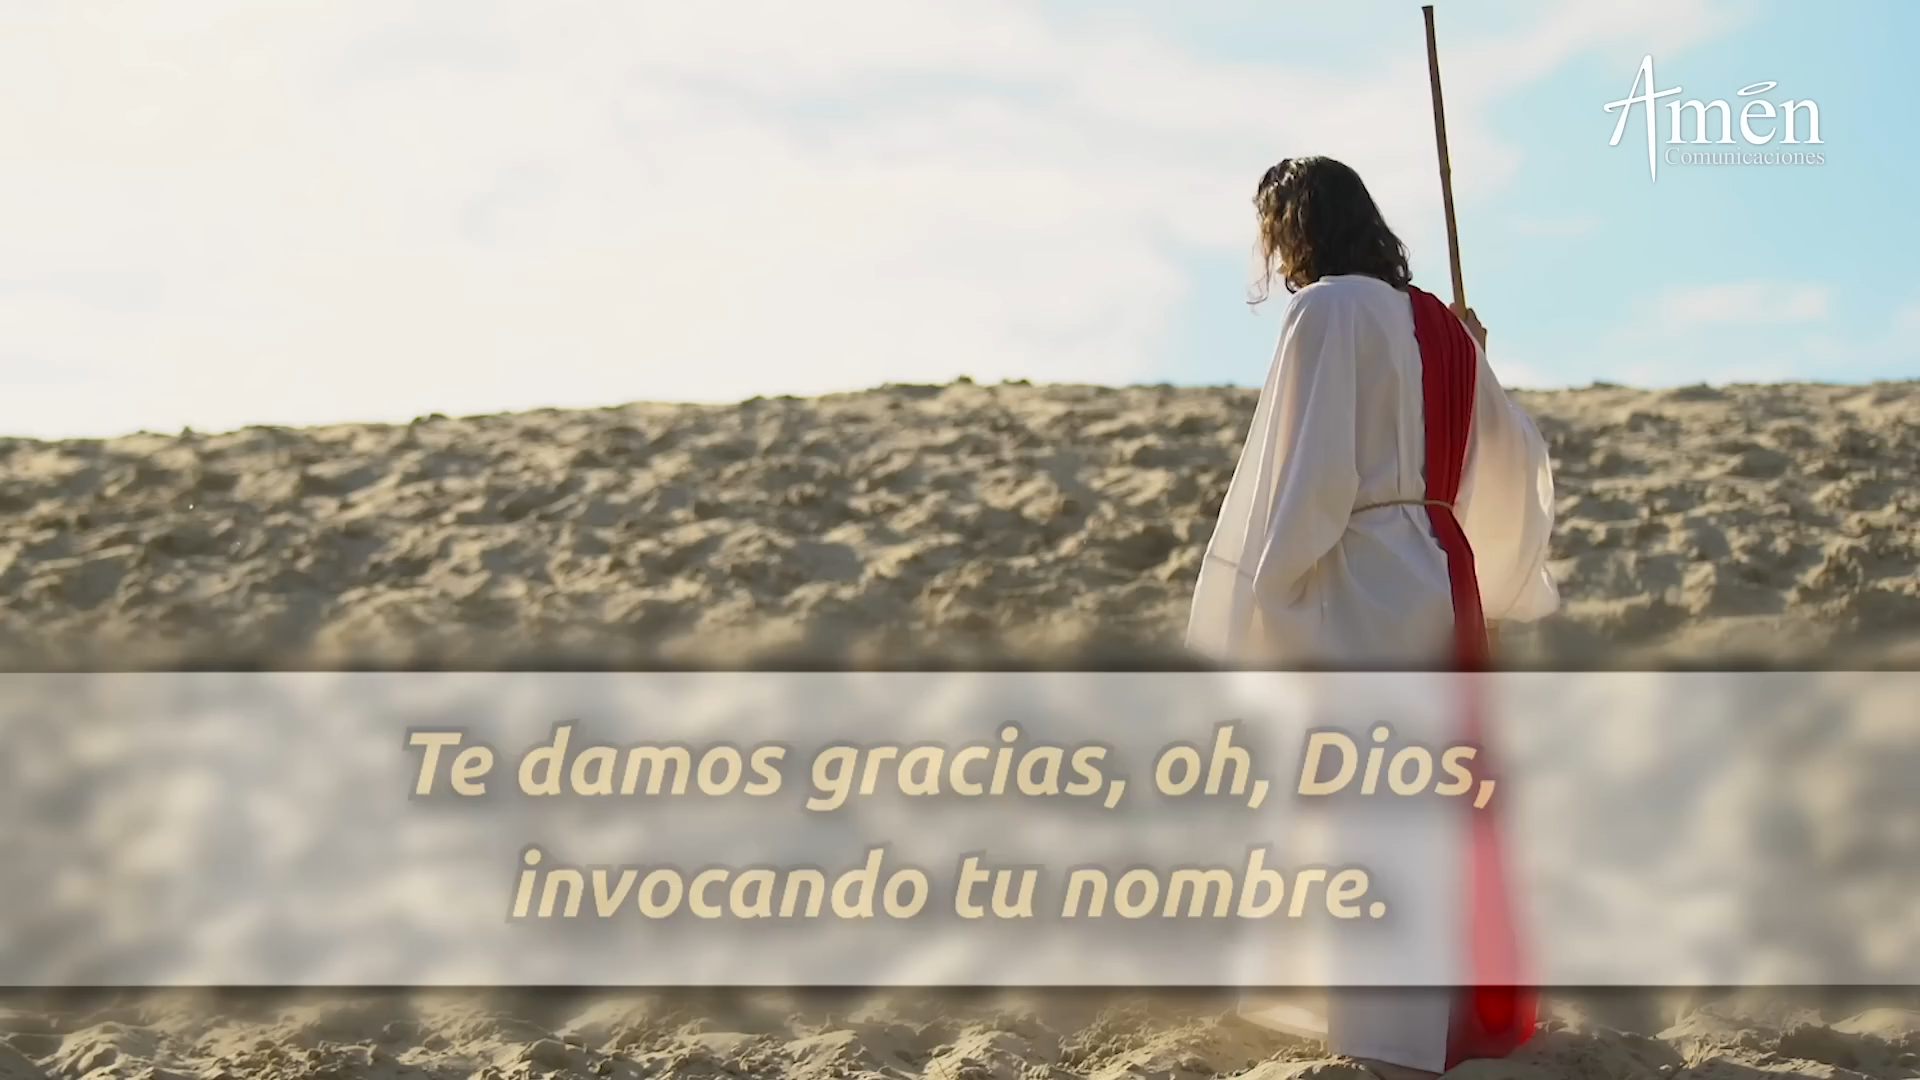 Amén
Comunicaciones
Te damos gracias, oh, Dios,
invocando tu nombre.